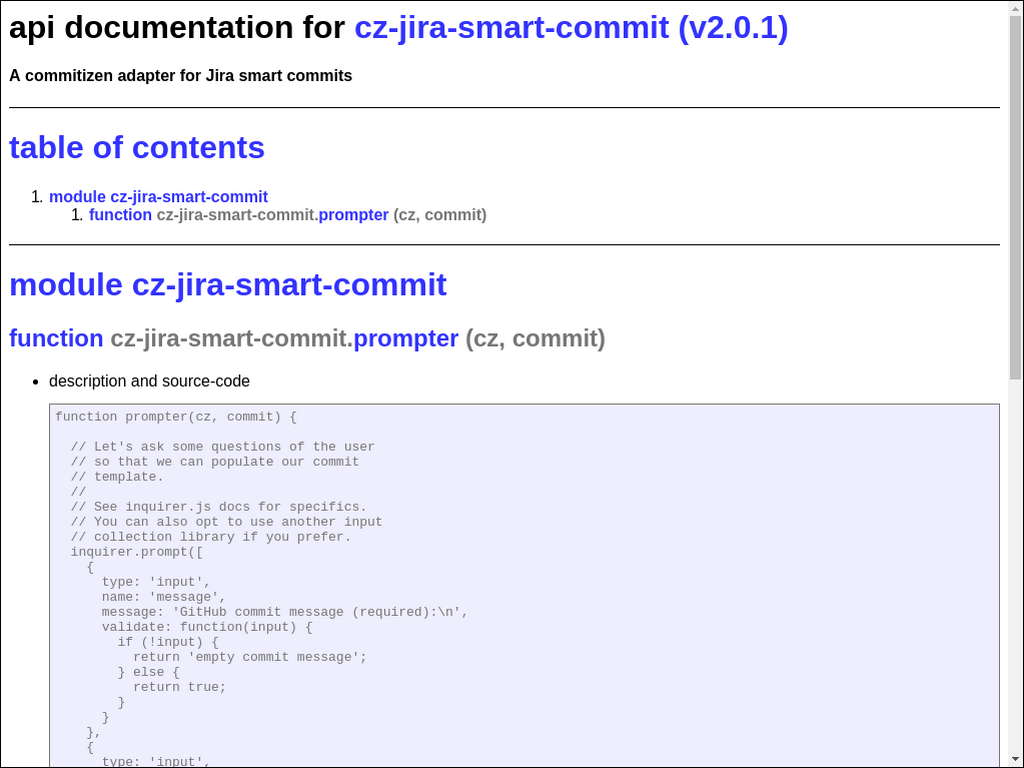 api documentation for cz-jira-smart-commit (v2.0.1)
A commitizen adapter for Jira smart commits
table of contents
1. module cz-jira-smart-commit
1. function cz-jira-smart-commit.prompter (cz, commit)
module cz-jira-smart-commit
function cz-jira-smart-commit.prompter (cz, commit)
• description and source-code
function prompter(cz, commit) {
  // Let's ask some questions of the user
  // so that we can populate our commit
  // template.
  //
  // See inquirer.js docs for specifics.
  // You can also opt to use another input
  // collection library if you prefer.
  inquirer.prompt([
    {
      type: 'input',
      name: 'message',
      message: 'GitHub commit message (required):\n',
      validate: function(input) {
        if (!input) {
          return 'empty commit message';
        } else {
          return true;
        }
      }
    },
    {
      type: 'input',